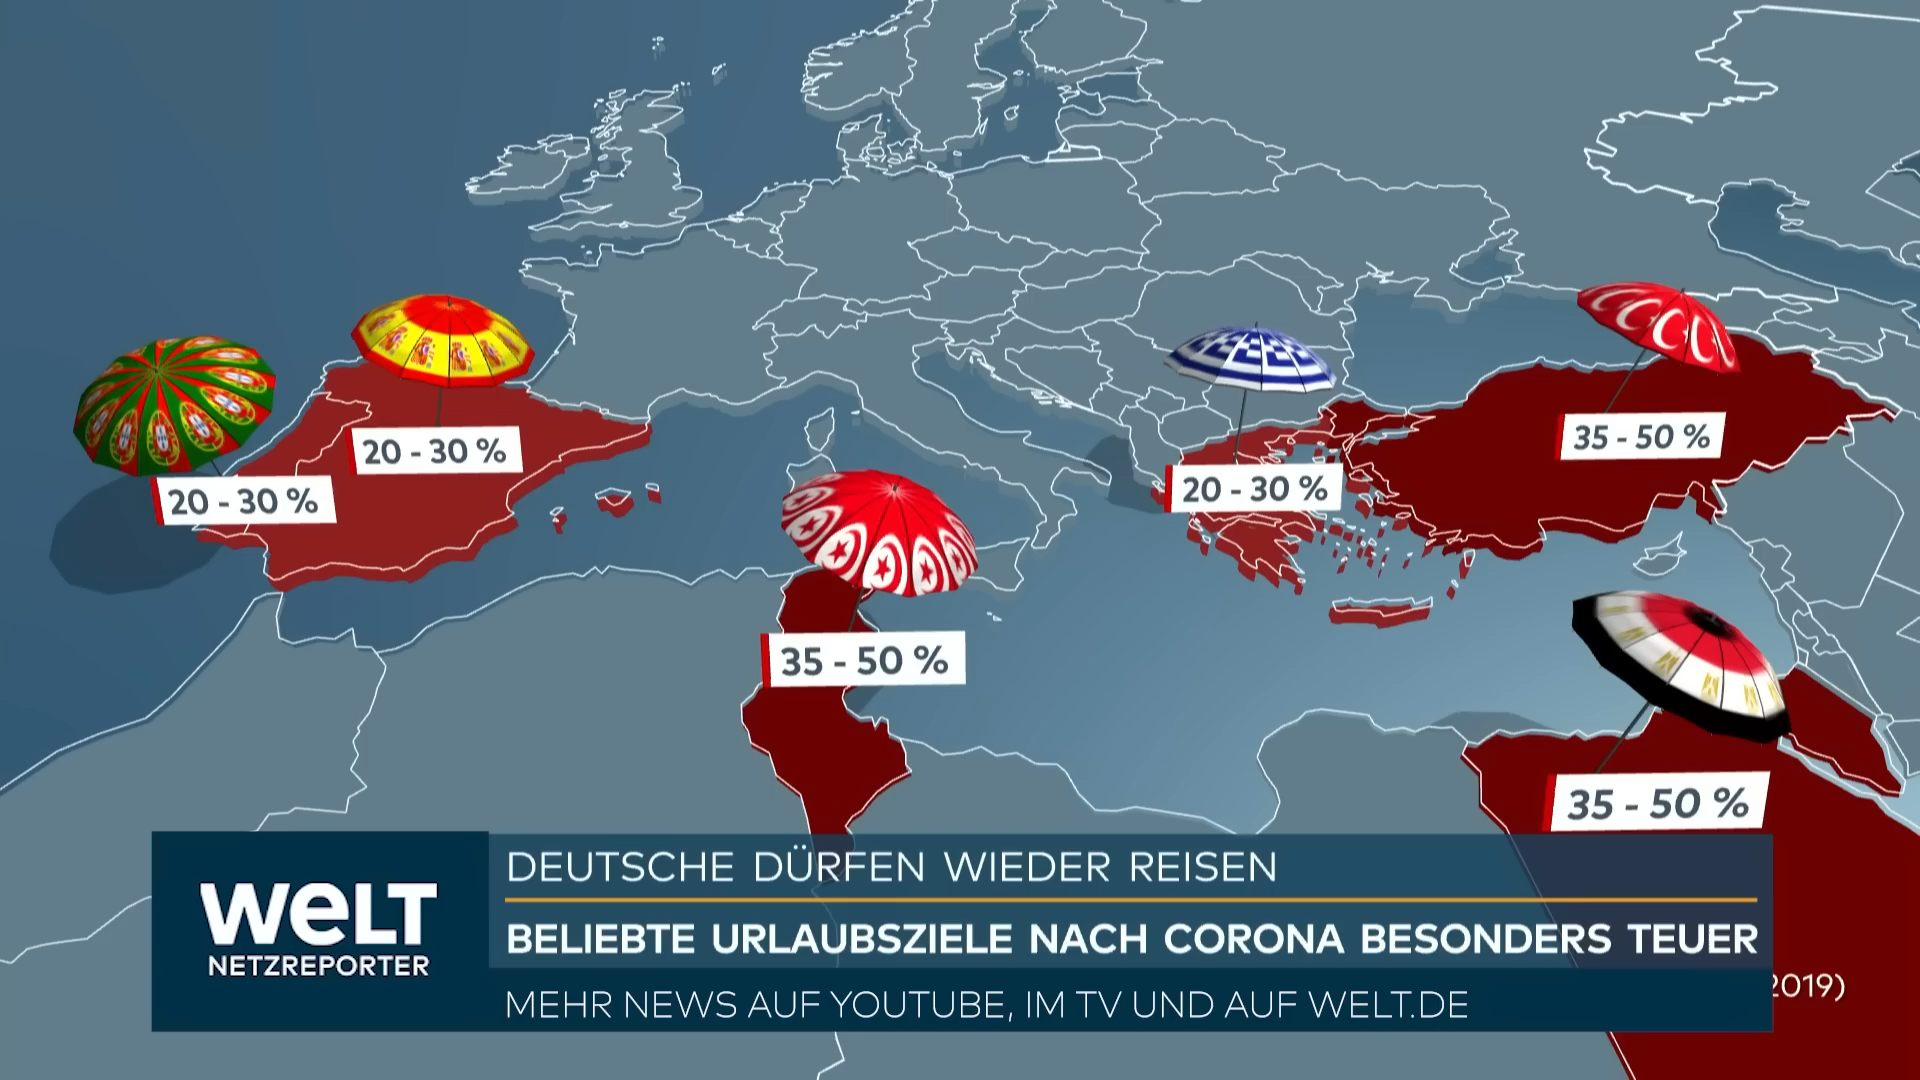 20 - 30 %
20 - 30 %
20 - 30 %
35 - 50 %
35 - 50 %
35 - 50 %
WELT
NETZREPORTER
DEUTSCHE DÜRFEN WIEDER REISEN
BELIEBTE URLAUBSZIELE NACH CORONA BESONDERS TEUER
MEHR NEWS AUF YOUTUBE, IM TV UND AUF WELT.DE
2019)